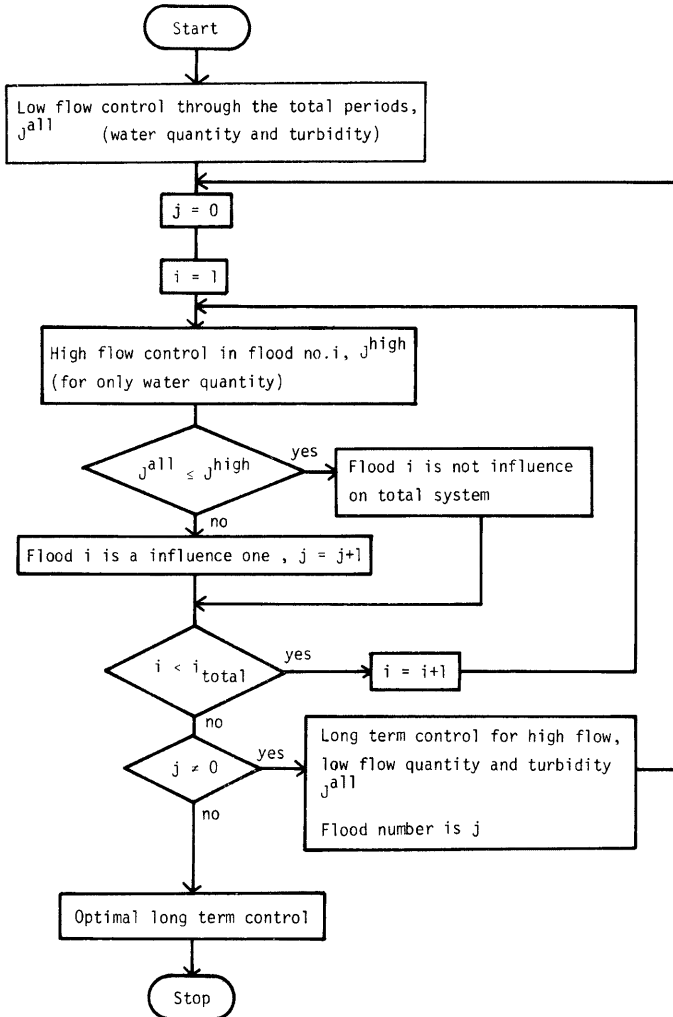 Start
Low flow control through the total periods,
J^all (water quantity and turbidity)
j = 0
i = 1
High flow control in flood no.i, J^high
(for only water quantity)
J^all ≤ J^high
yes
Flood i is not influence
on total system
no
Flood i is a influence one , j = j+1
i < i_total
yes
i = i+1
no
j ≠ 0
yes
Long term control for high flow,
low flow quantity and turbidity
J^all
Flood number is j
no
Optimal long term control
Stop